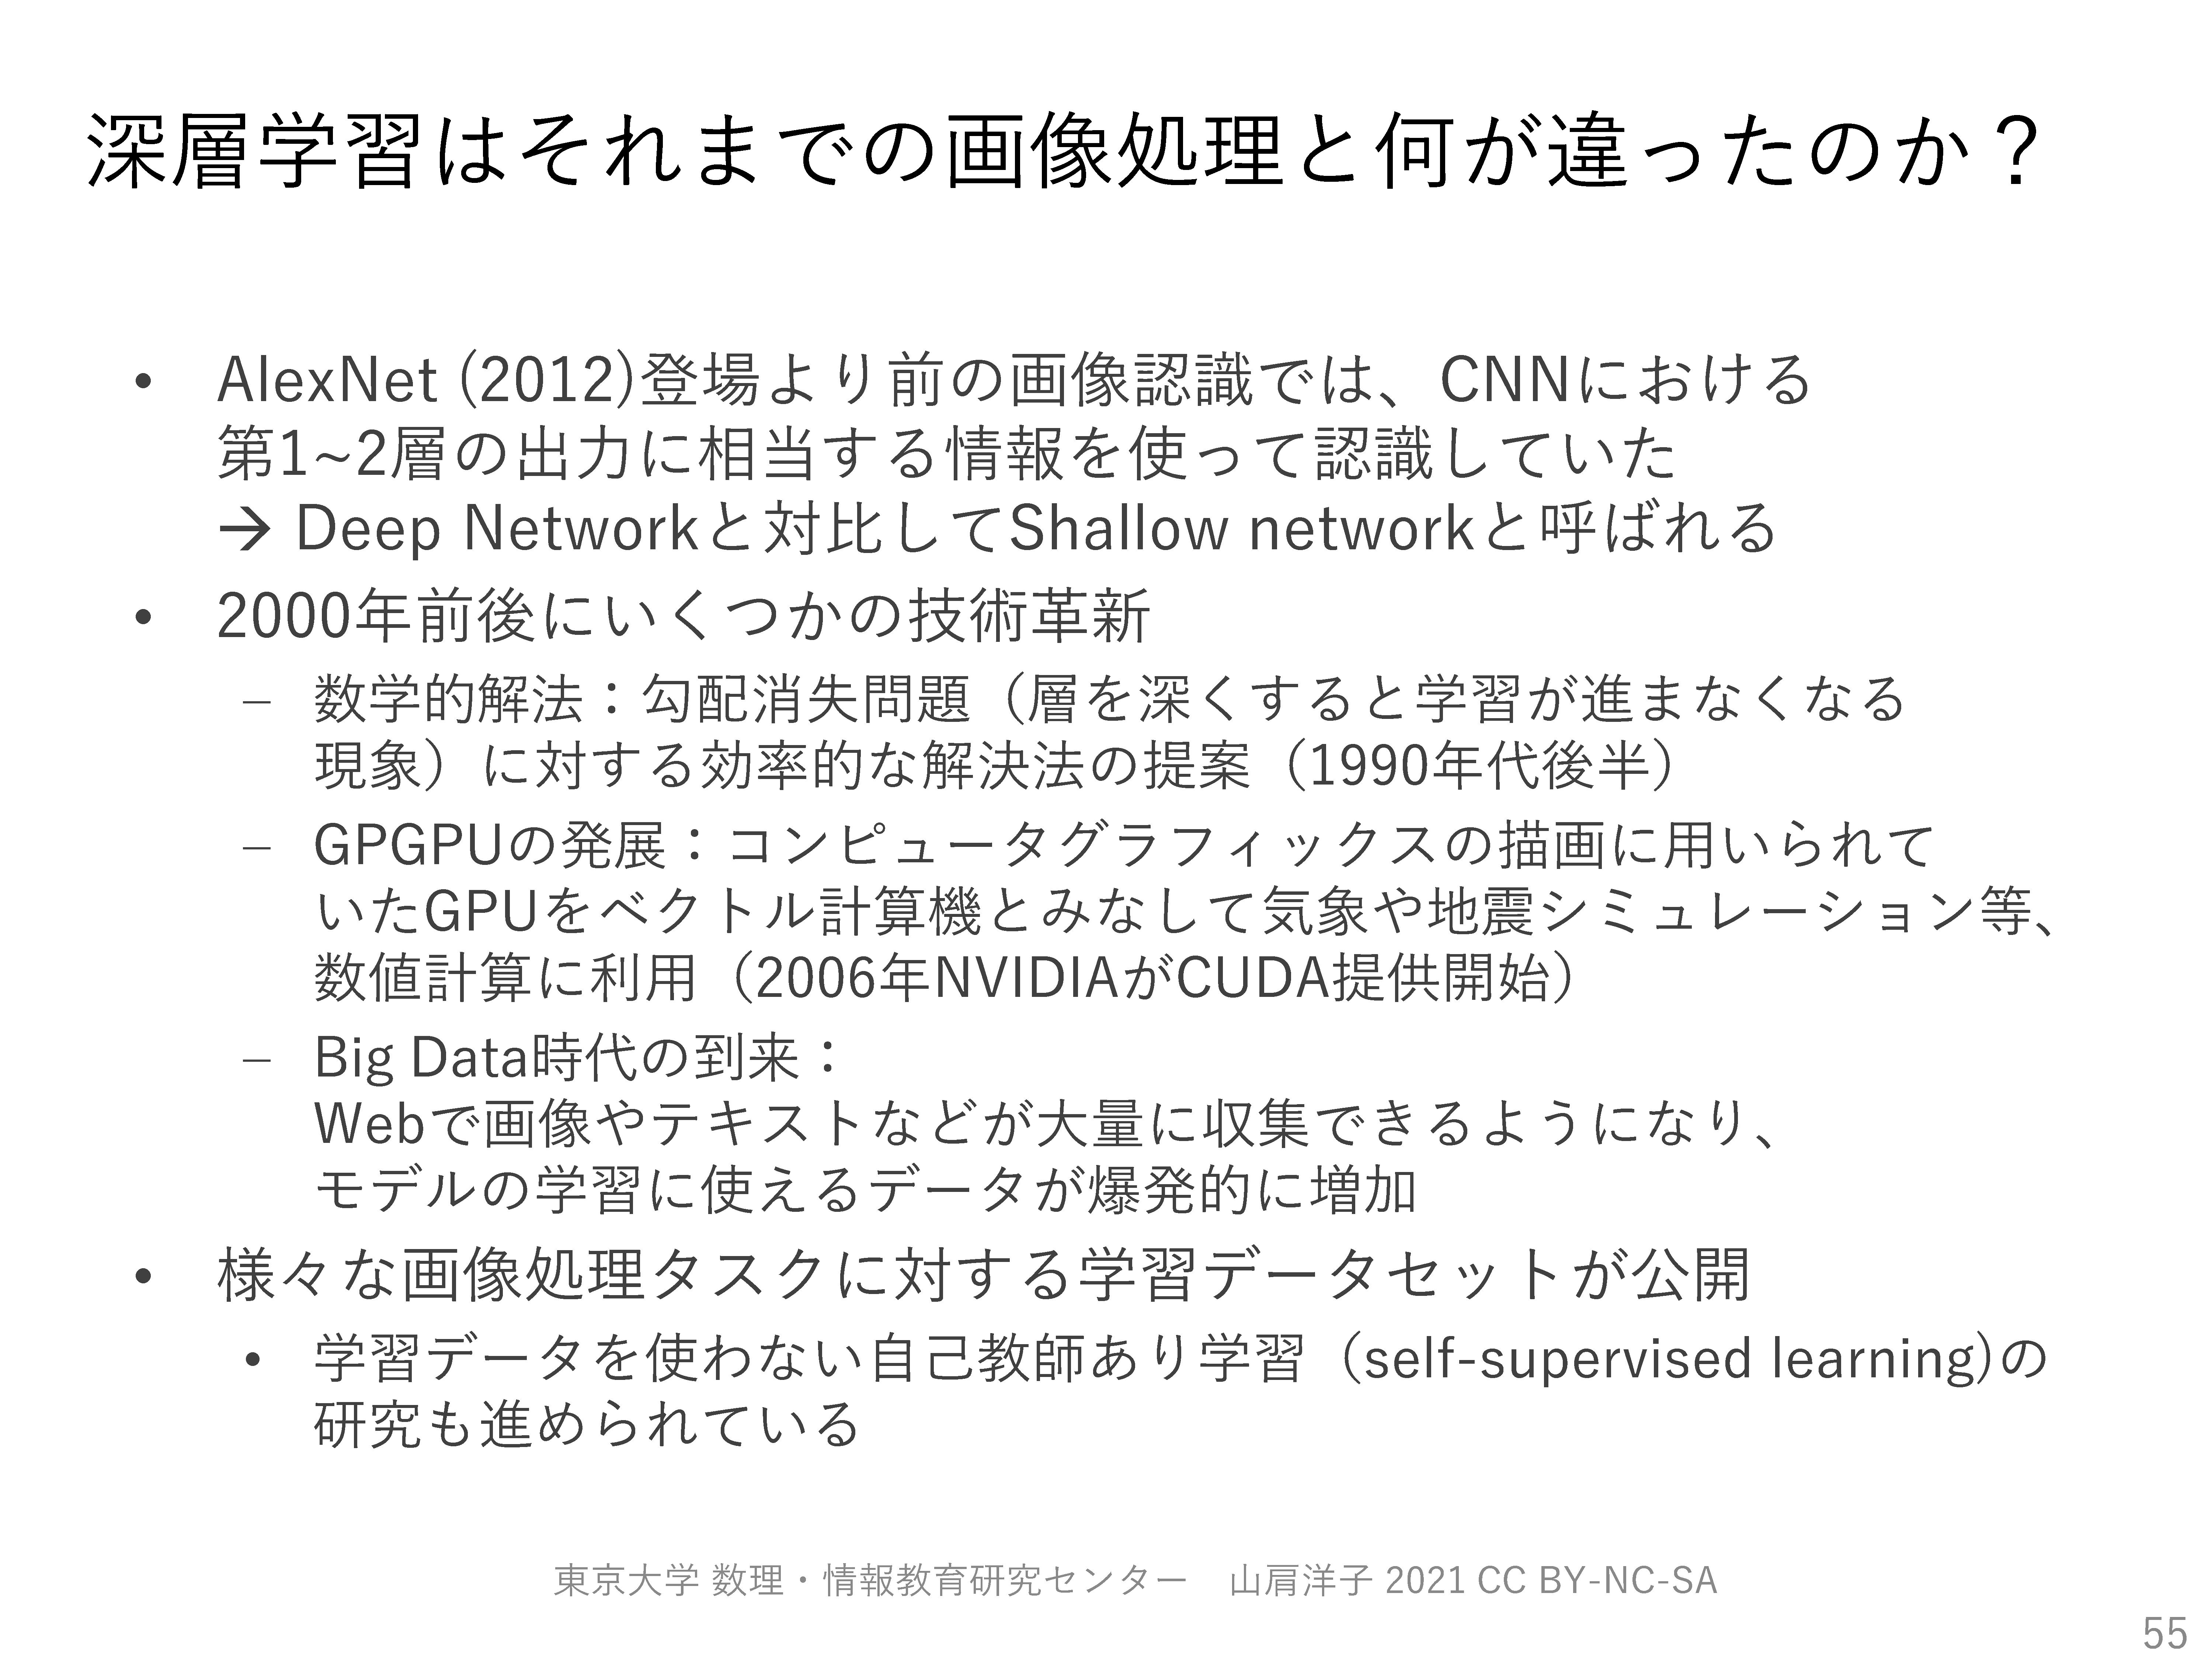 深層学習はそれまでの画像処理と何が違ったのか？
• AlexNet (2012)登場より前の画像認識では、CNNにおける
第1~2層の出力に相当する情報を使って認識していた
→ Deep Networkと対比してShallow networkと呼ばれる
• 2000年前後にいくつかの技術革新
– 数学的解法：勾配消失問題（層を深くすると学習が進まなくなる
現象）に対する効率的な解決法の提案（1990年代後半）
– GPGPUの発展：コンピュータグラフィックスの描画に用いられて
いたGPUをベクトル計算機とみなして気象や地震シミュレーション等、
数値計算に利用（2006年NVIDIAがCUDA提供開始）
– Big Data時代の到来：
Webで画像やテキストなどが大量に収集できるようになり、
モデルの学習に使えるデータが爆発的に増加
• 様々な画像処理タスクに対する学習データセットが公開
• 学習データを使わない自己教師あり学習（self-supervised learning)の
研究も進められている
東京大学 数理・情報教育研究センター　山肩洋子 2021 CC BY-NC-SA
55